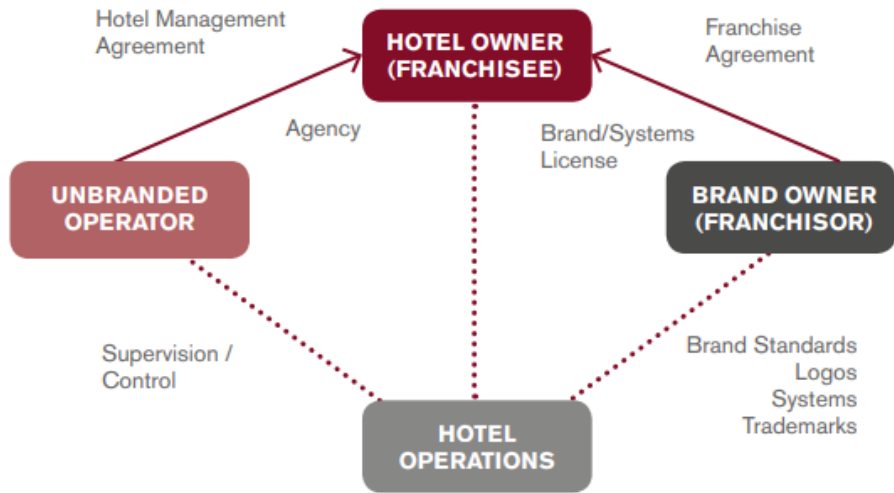 Hotel Management
Agreement
HOTEL OWNER
(FRANCHISEE)
Franchise
Agreement
Agency
Brand/Systems
License
UNBRANDED
OPERATOR
BRAND OWNER
(FRANCHISOR)
Supervision /
Control
Brand Standards
Logos
Systems
Trademarks
HOTEL
OPERATIONS